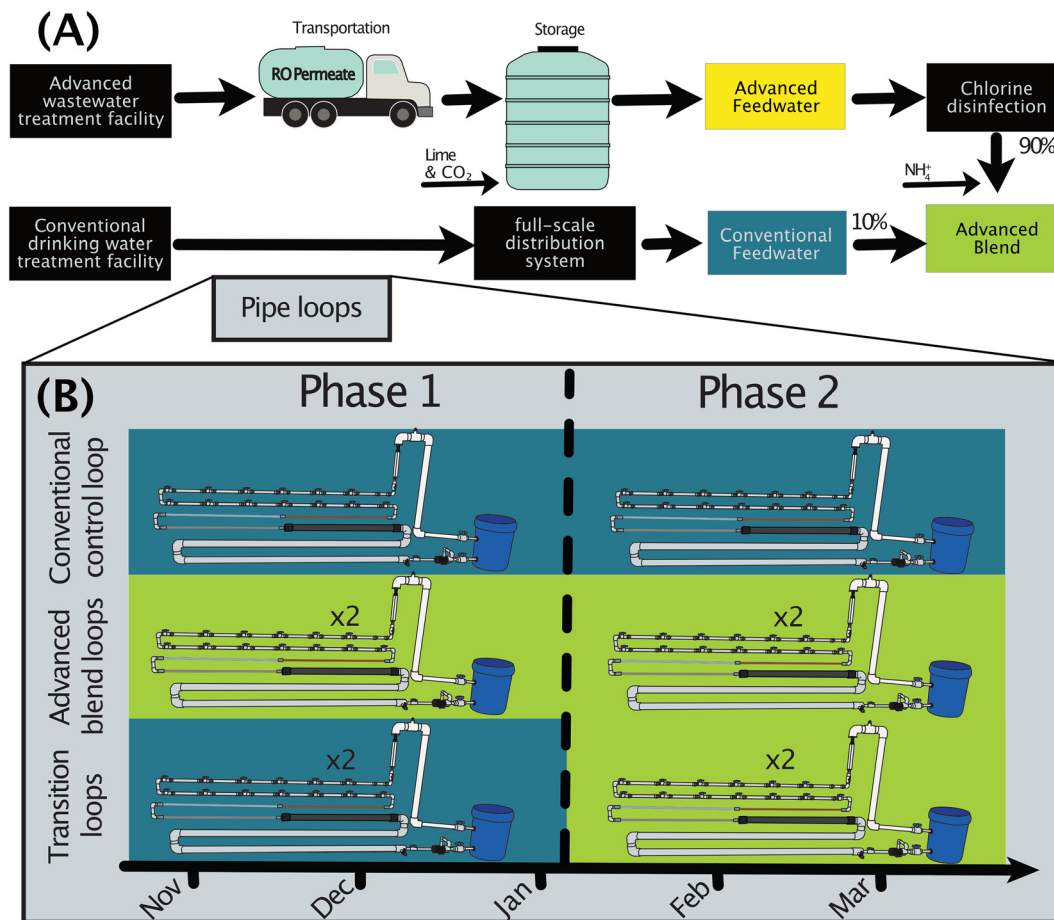 (A)
Transportation
Storage
Advanced
wastewater
treatment facility
RO Permeate
Advanced
Feedwater
Chlorine
disinfection
90%
Lime
& CO₂
NH₄⁺
Conventional
drinking water
treatment facility
full-scale
distribution
system
Conventional
Feedwater
10%
Advanced
Blend
Pipe loops
(B)
Phase 1
Phase 2
Conventional
control loop
Advanced
blend loops
x2
x2
Transition
loops
x2
x2
Nov
Dec
Jan
Feb
Mar